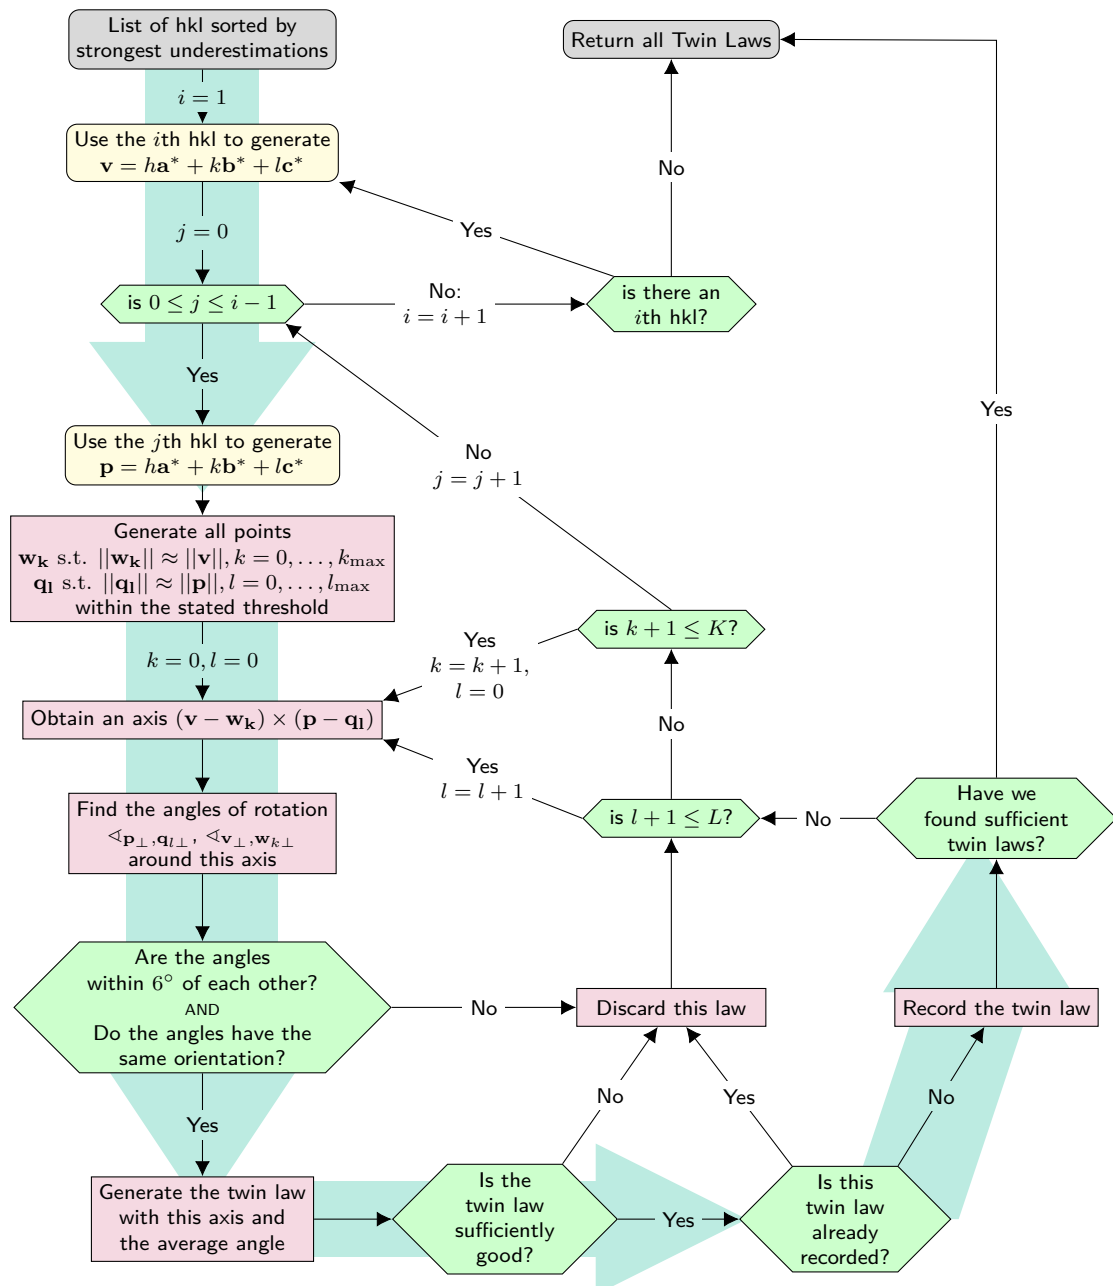 List of hkl sorted by
strongest underestimations
Return all Twin Laws
i = 1
Use the ith hkl to generate
v = ha* + kb* + lc*
No
Yes
j = 0
is 0 ≤ j ≤ i − 1
No:
i = i + 1
is there an
ith hkl?
Yes
Yes
Use the jth hkl to generate
p = ha* + kb* + lc*
No
j = j + 1
Generate all points
w_k s.t. ||w_k|| ≈ ||v||, k = 0, . . . , k_max
q_l s.t. ||q_l|| ≈ ||p||, l = 0, . . . , l_max
within the stated threshold
is k + 1 ≤ K?
k = 0, l = 0
Yes
k = k + 1,
l = 0
Obtain an axis (v − w_k) × (p − q_l)
No
Yes
l = l + 1
Find the angles of rotation
∢p⊥,q_l⊥, ∢v⊥,w_k⊥
around this axis
is l + 1 ≤ L?
No
Have we
found sufficient
twin laws?
Are the angles
within 6° of each other?
AND
Do the angles have the
same orientation?
No
Discard this law
Record the twin law
Yes
No
Yes
No
Generate the twin law
with this axis and
the average angle
Is the
twin law
sufficiently
good?
Yes
Is this
twin law
already
recorded?